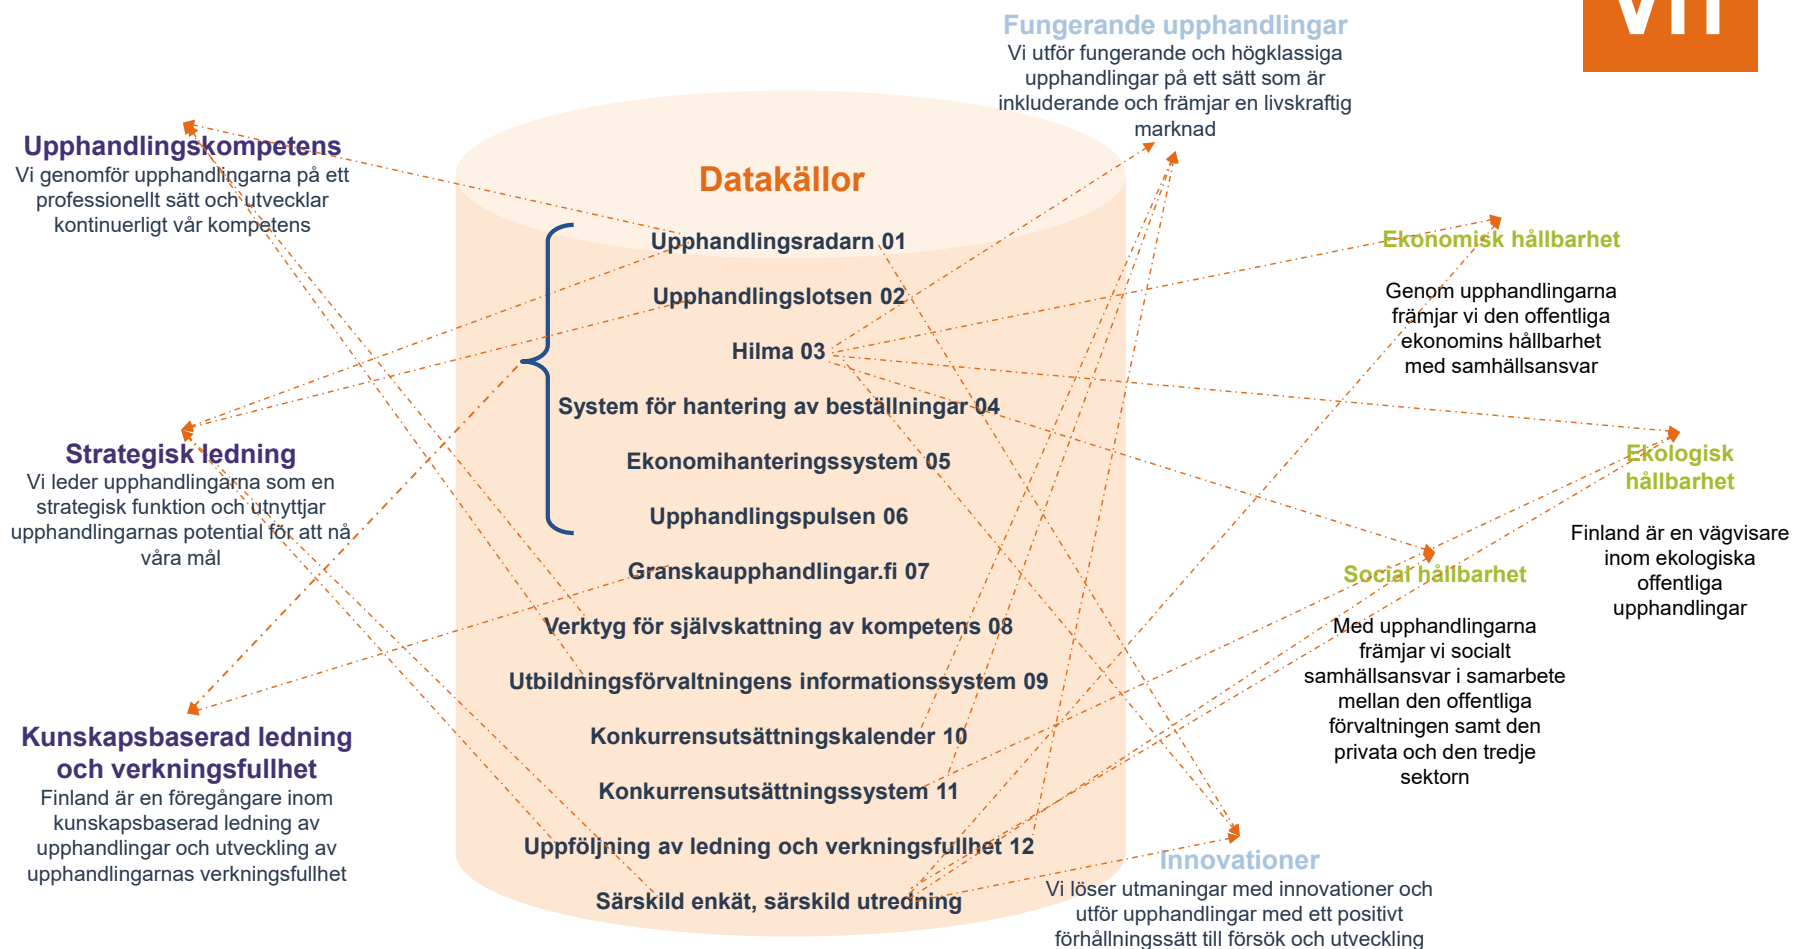 VIT
Fungerande upphandlingar
Vi utför fungerande och högklassiga
upphandlingar på ett sätt som är
inkluderande och främjar en livskraftig
marknad
Upphandlingskompetens
Vi genomför upphandlingarna på ett
professionellt sätt och utvecklar
kontinuerligt vår kompetens
Strategisk ledning
Vi leder upphandlingarna som en
strategisk funktion och utnyttjar
upphandlingarnas potential för att nå
våra mål
Kunskapsbaserad ledning
och verkningsfullhet
Finland är en föregångare inom
kunskapsbaserad ledning av
upphandlingar och utveckling av
upphandlingarnas verkningsfullhet
Datakällor
Upphandlingsradarn 01
Upphandlingslotsen 02
Hilma 03
System för hantering av beställningar 04
Ekonomihanteringssystem 05
Upphandlingspulsen 06
Granskaupphandlingar.fi 07
Verktyg för självskattning av kompetens 08
Utbildningsförvaltningens informationssystem 09
Konkurrensutsättningskalender 10
Konkurrensutsättningssystem 11
Uppföljning av ledning och verkningsfullhet 12
Särskild enkät, särskild utredning
Ekonomisk hållbarhet
Genom upphandlingarna
främjar vi den offentliga
ekonomins hållbarhet
med samhällsansvar
Ekologisk
hållbarhet
Finland är en vägvisare
inom ekologiska
offentliga
upphandlingar
Social hållbarhet
Med upphandlingarna
främjar vi socialt
samhällsansvar i samarbete
mellan den offentliga
förvaltningen samt den
privata och den tredje
sektorn
Innovationer
Vi löser utmaningar med innovationer och
utför upphandlingar med ett positivt
förhållningssätt till försök och utveckling